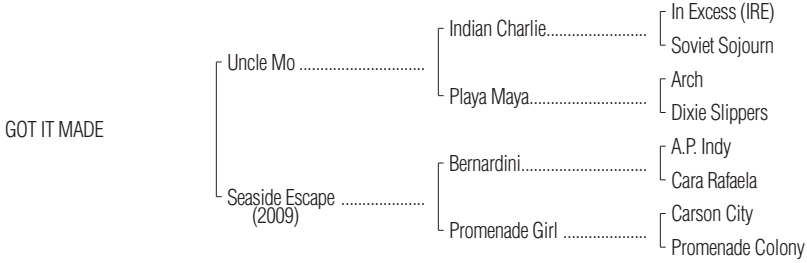 In Excess (IRE)
Indian Charlie
Soviet Sojourn
Uncle Mo
Arch
Playa Maya
Dixie Slippers
GOT IT MADE
A.P. Indy
Bernardini
Cara Rafaela
Seaside Escape
(2009)
Carson City
Promenade Girl
Promenade Colony